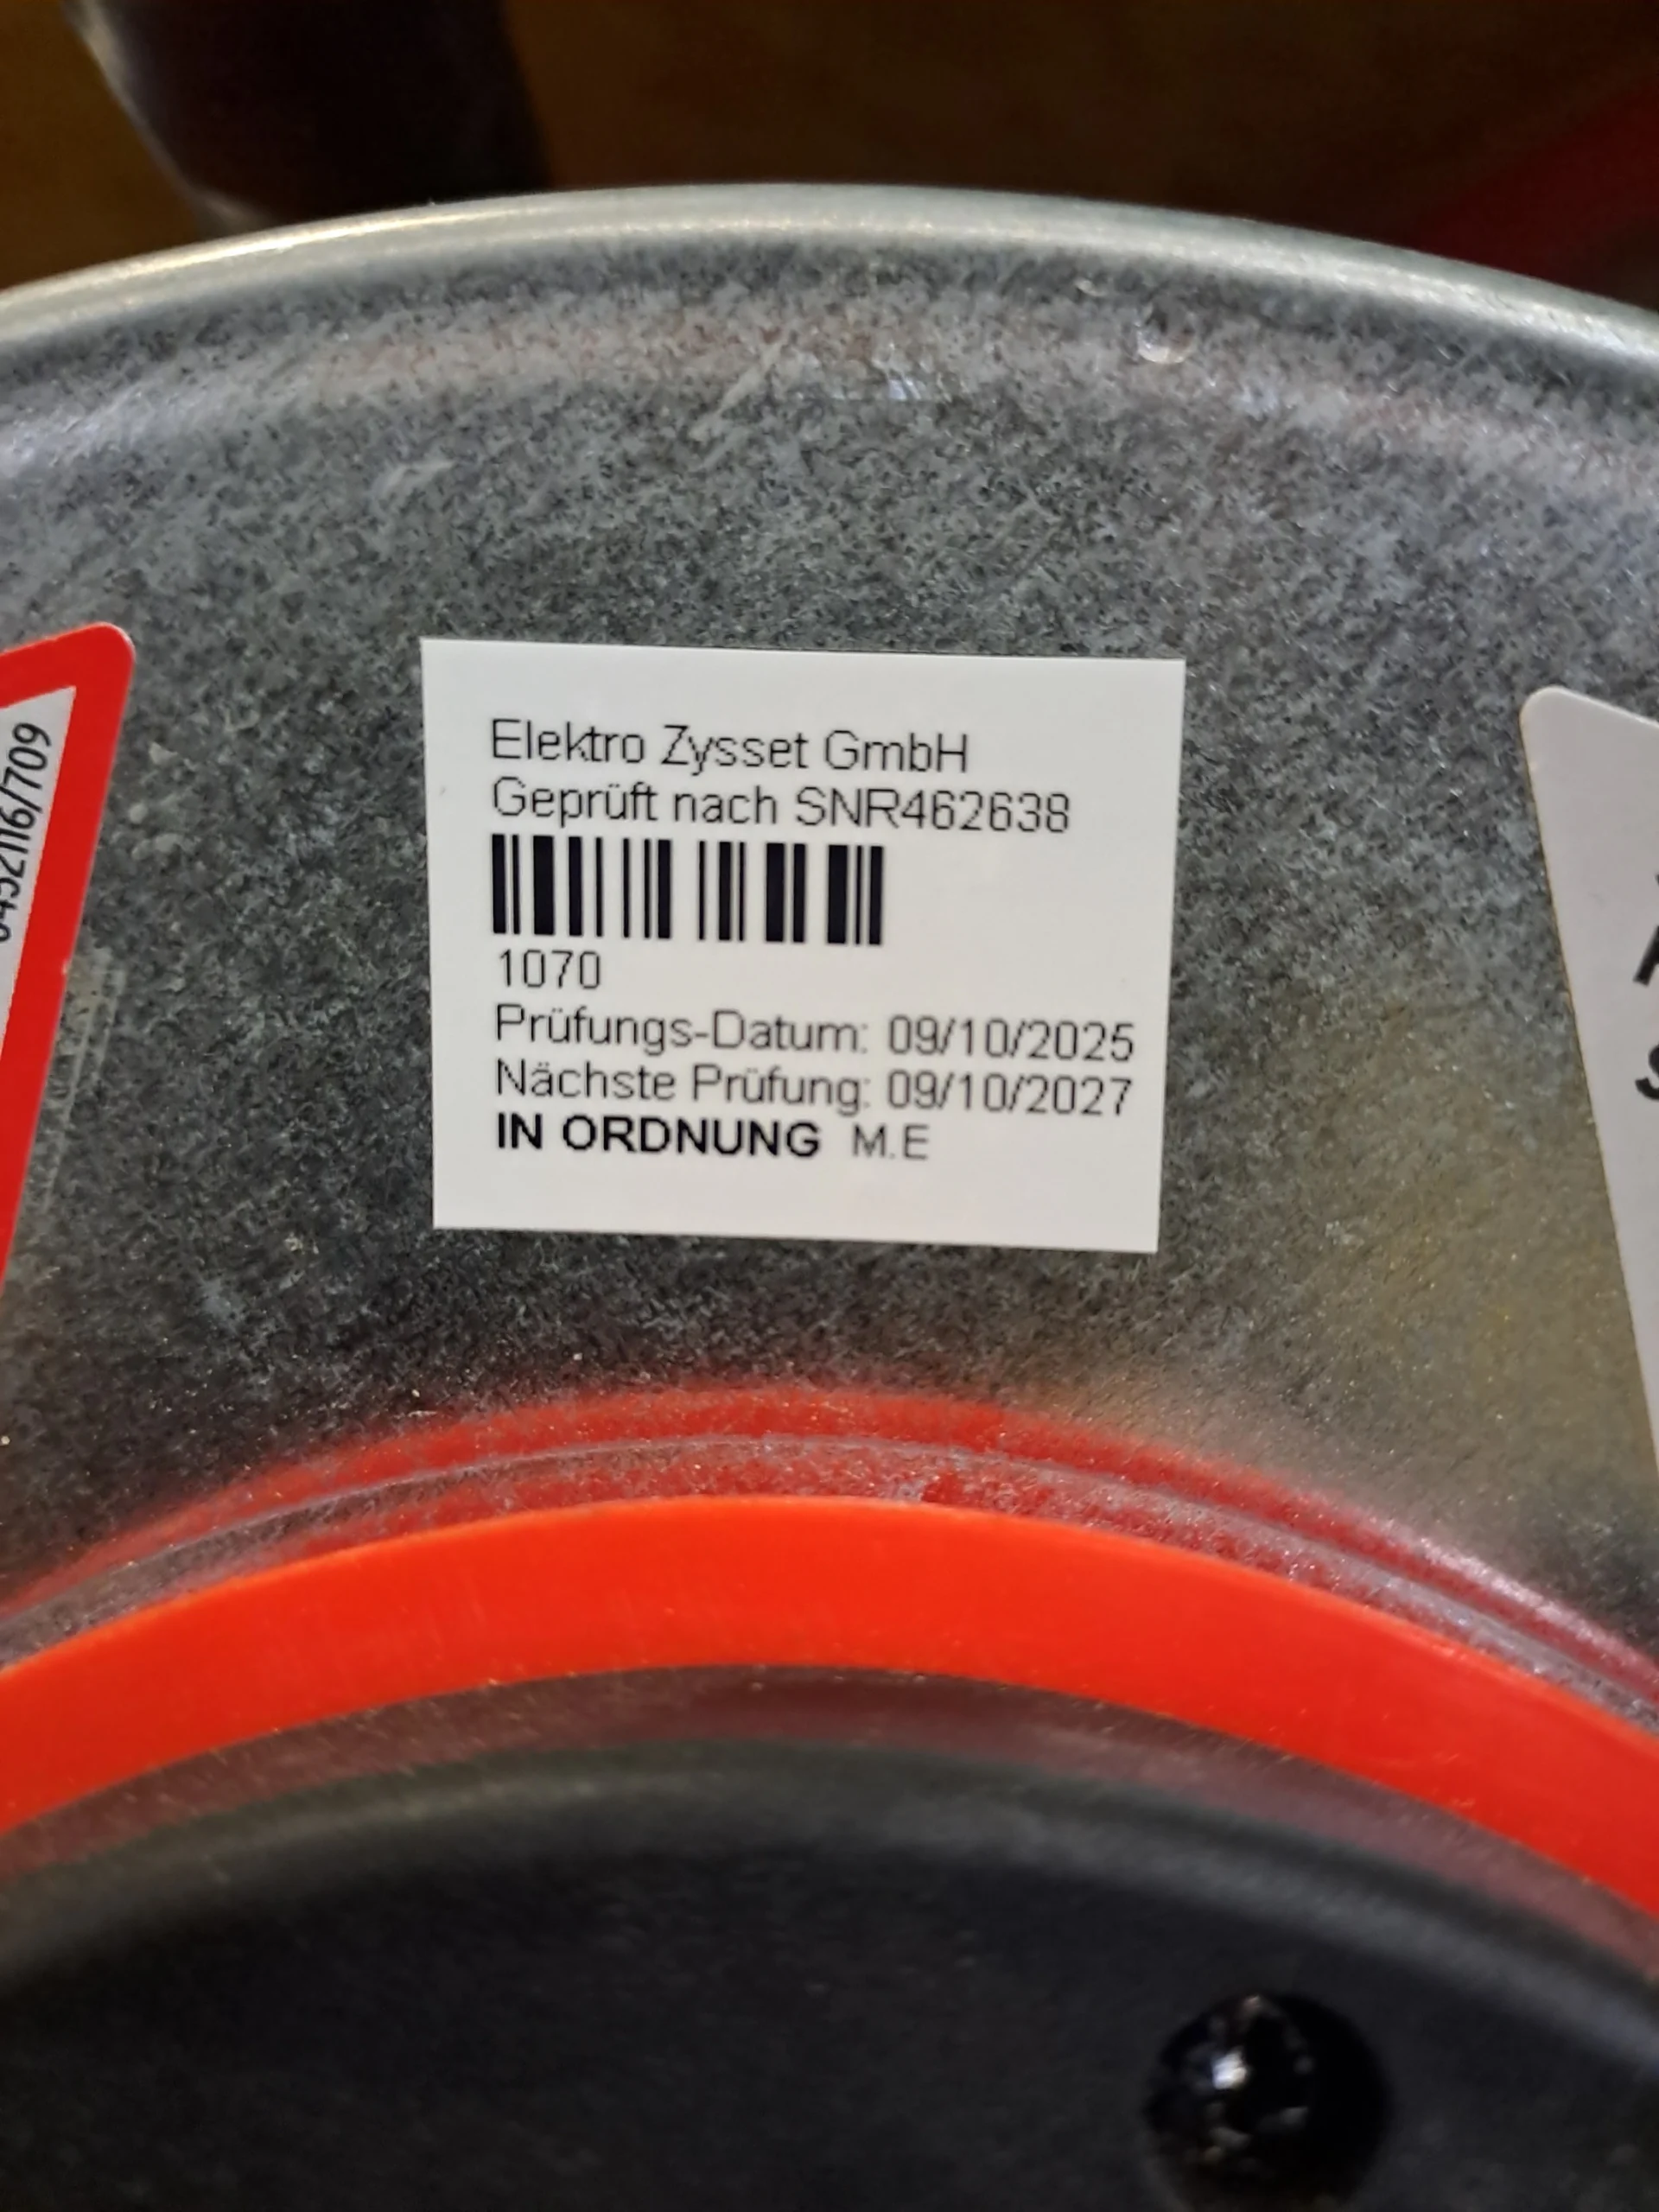 Elektro Zysset GmbH
Geprüft nach SNR462638
1070
Prüfungs-Datum: 09/10/2025
Nächste Prüfung: 09/10/2027
IN ORDNUNG M.E